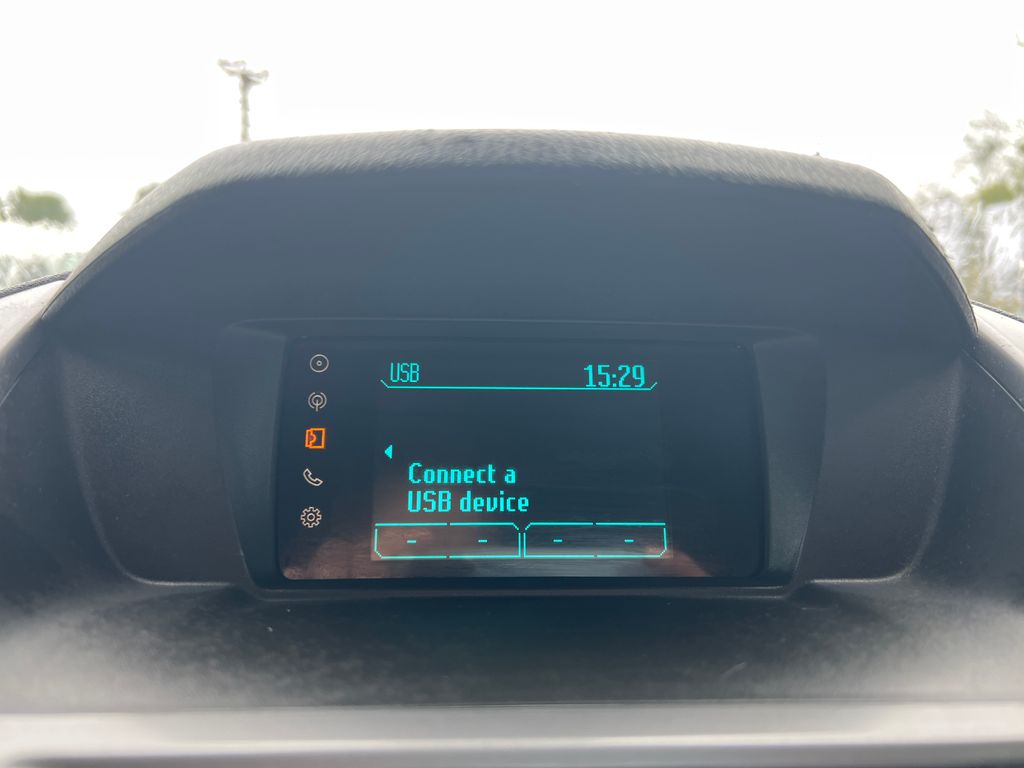 USB 15:29
Connect a
USB device
- - - -